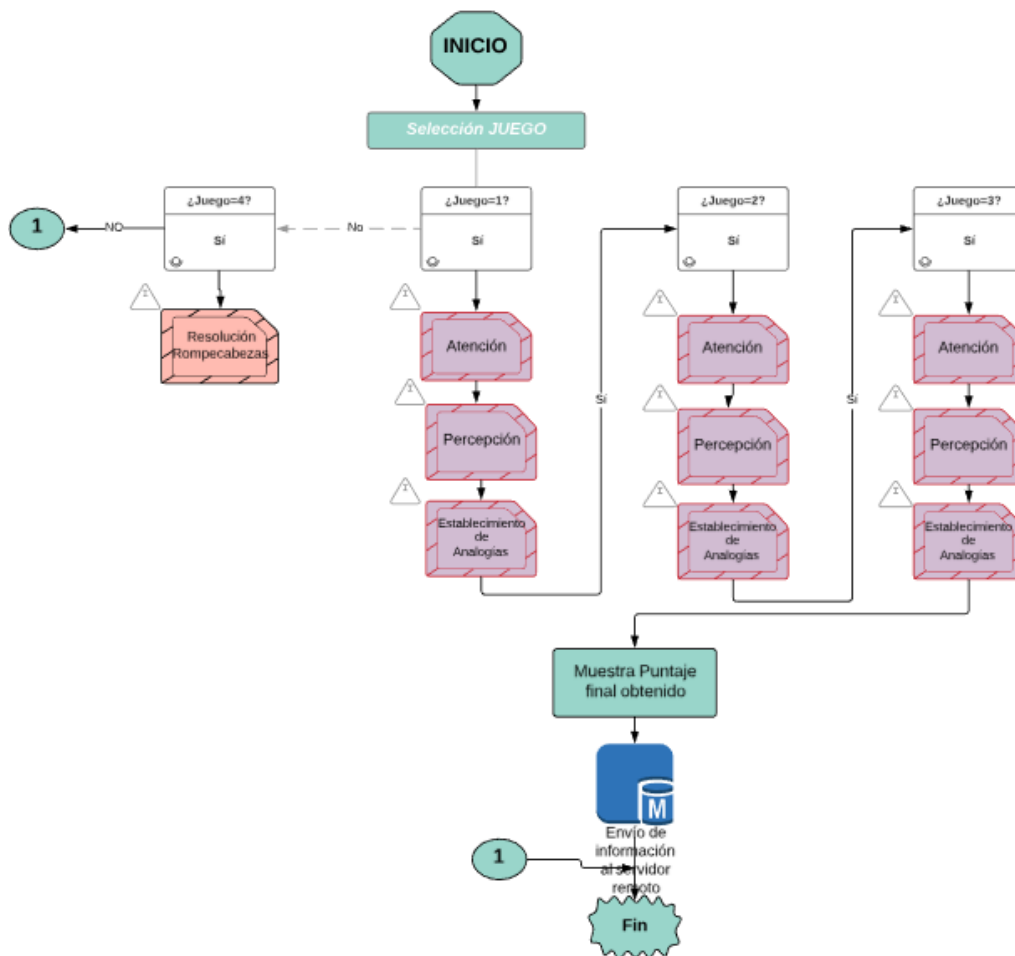 INICIO
Selección JUEGO
¿Juego=4?
Sí
¿Juego=1?
Sí
¿Juego=2?
Sí
¿Juego=3?
Sí
1
NO
No
I
Resolución
Rompecabezas
I
Atención
I
Percepción
I
Establecimiento
de
Analogías
Sí
I
Atención
I
Percepción
I
Establecimiento
de
Analogías
Sí
I
Atención
I
Percepción
I
Establecimiento
de
Analogías
Muestra Puntaje
final obtenido
M
Envío de
información
al servidor
remoto
1
Fin